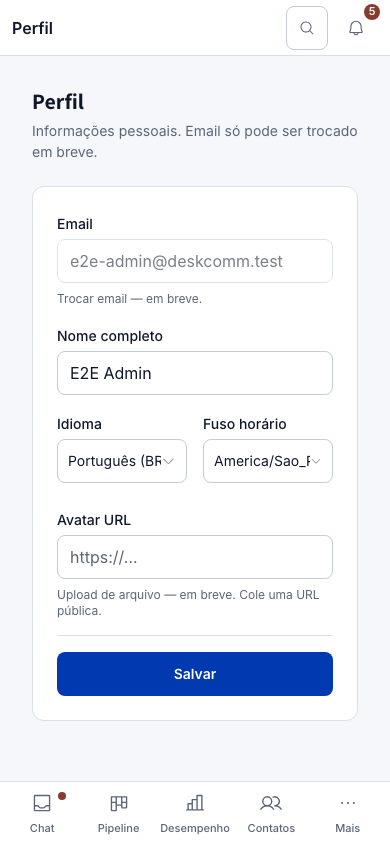 Perfil
5
Perfil
Informações pessoais. Email só pode ser trocado
em breve.
Email
e2e-admin@deskcomm.test
Trocar email — em breve.
Nome completo
E2E Admin
Idioma
Fuso horário
Português (BR
America/Sao_P
Avatar URL
https://...
Upload de arquivo — em breve. Cole uma URL
pública.
Salvar
Chat
Pipeline
Desempenho
Contatos
Mais